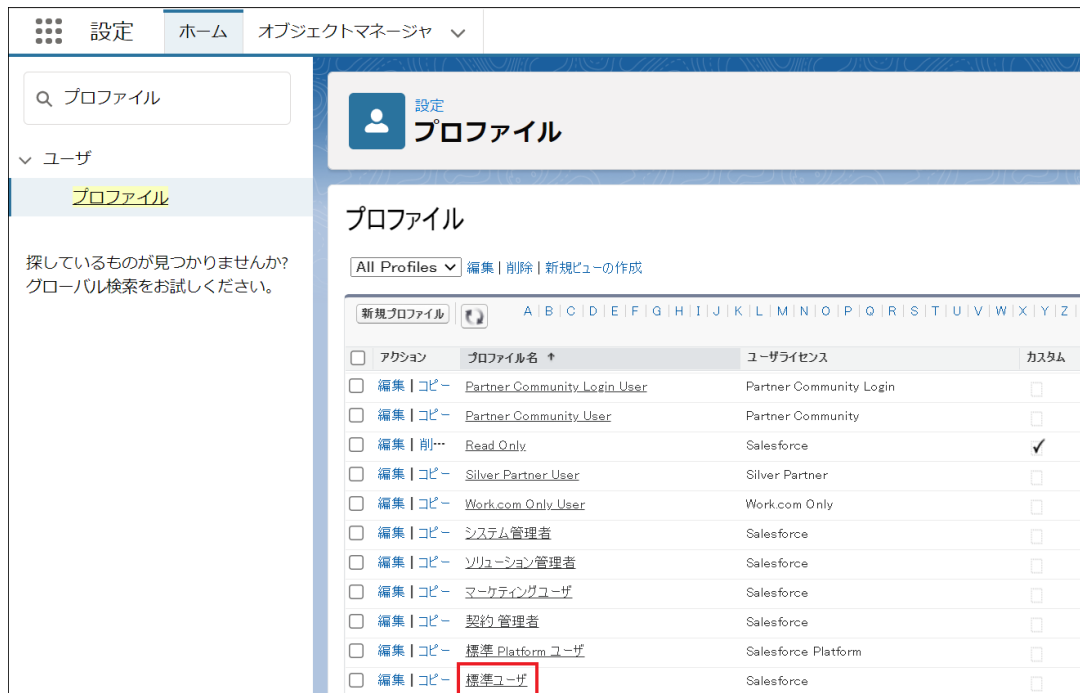 設定 ホーム オブジェクトマネージャ
プロファイル
ユーザ
プロファイル
探しているものが見つかりませんか?
グローバル検索をお試しください。
設定
プロファイル
プロファイル
All Profiles 編集 | 削除 | 新規ビューの作成
新規プロファイル A | B | C | D | E | F | G | H | I | J | K | L | M | N | O | P | Q | R | S | T | U | V | W | X | Y | Z |
アクション プロファイル名 ↑ ユーザライセンス カスタム
編集 | コピー Partner Community Login User Partner Community Login
編集 | コピー Partner Community User Partner Community
編集 | 削… Read Only Salesforce ✓
編集 | コピー Silver Partner User Silver Partner
編集 | コピー Work.com Only User Work.com Only
編集 | コピー システム管理者 Salesforce
編集 | コピー ソリューション管理者 Salesforce
編集 | コピー マーケティングユーザ Salesforce
編集 | コピー 契約 管理者 Salesforce
編集 | コピー 標準 Platform ユーザ Salesforce Platform
編集 | コピー 標準ユーザ Salesforce